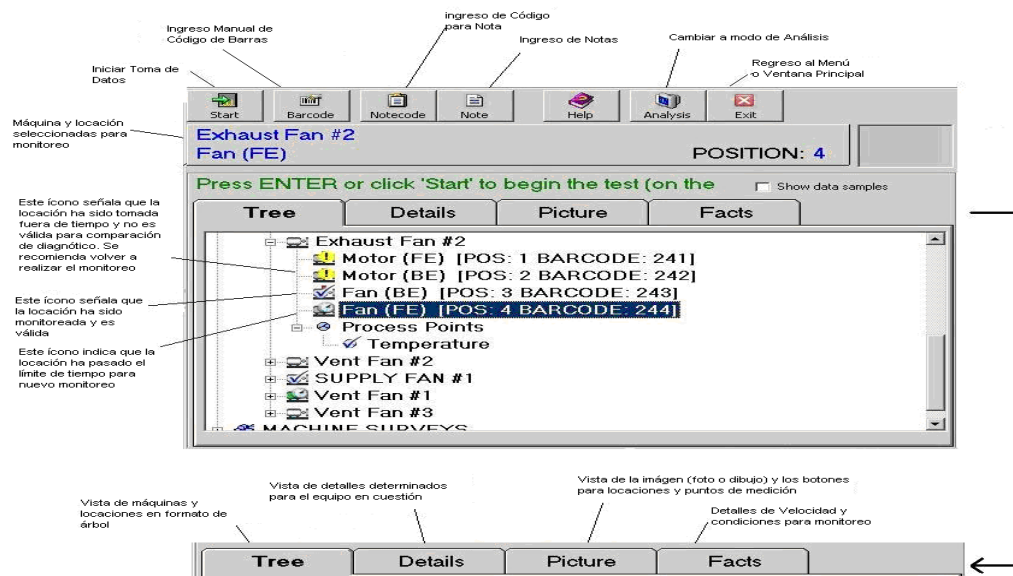 ingreso de Código
para Nota
Ingreso Manual de
Código de Barras
Ingreso de Notas
Cambiar a modo de Análisis
Iniciar Toma de
Datos
Regreso al Menú
o Ventana Principal
Start
Barcode
Notecode
Note
Help
Analysis
Exit
Máquina y locación
seleccionadas para
monitoreo
Exhaust Fan #2
Fan (FE)
POSITION: 4
Press ENTER or click 'Start' to begin the test (on the
Show data samples
Tree
Details
Picture
Facts
Este ícono señala que la
locación ha sido tomada
fuera de tiempo y no es
válida para comparación
de diagnótico. Se
recomienda volver a
realizar el monitoreo
Este ícono señala que
la locación ha sido
monitoreada y es
válida
Este ícono indica que la
locación ha pasado el
límite de tiempo para
nuevo monitoreo
Exhaust Fan #2
Motor (FE) [POS: 1 BARCODE: 241]
Motor (BE) [POS: 2 BARCODE: 242]
Fan (BE) [POS: 3 BARCODE: 243]
Fan (FE) [POS: 4 BARCODE: 244]
Process Points
Temperature
Vent Fan #2
SUPPLY FAN #1
Vent Fan #1
Vent Fan #3
MACHINE SURVEYS
Vista de máquinas y
locaciones en formato de
árbol
Vista de detalles determinados
para el equipo en cuestión
Vista de la imágen (foto o dibujo) y los botones
para locaciones y puntos de medición
Detalles de Velocidad y
condiciones para monitoreo
Tree
Details
Picture
Facts